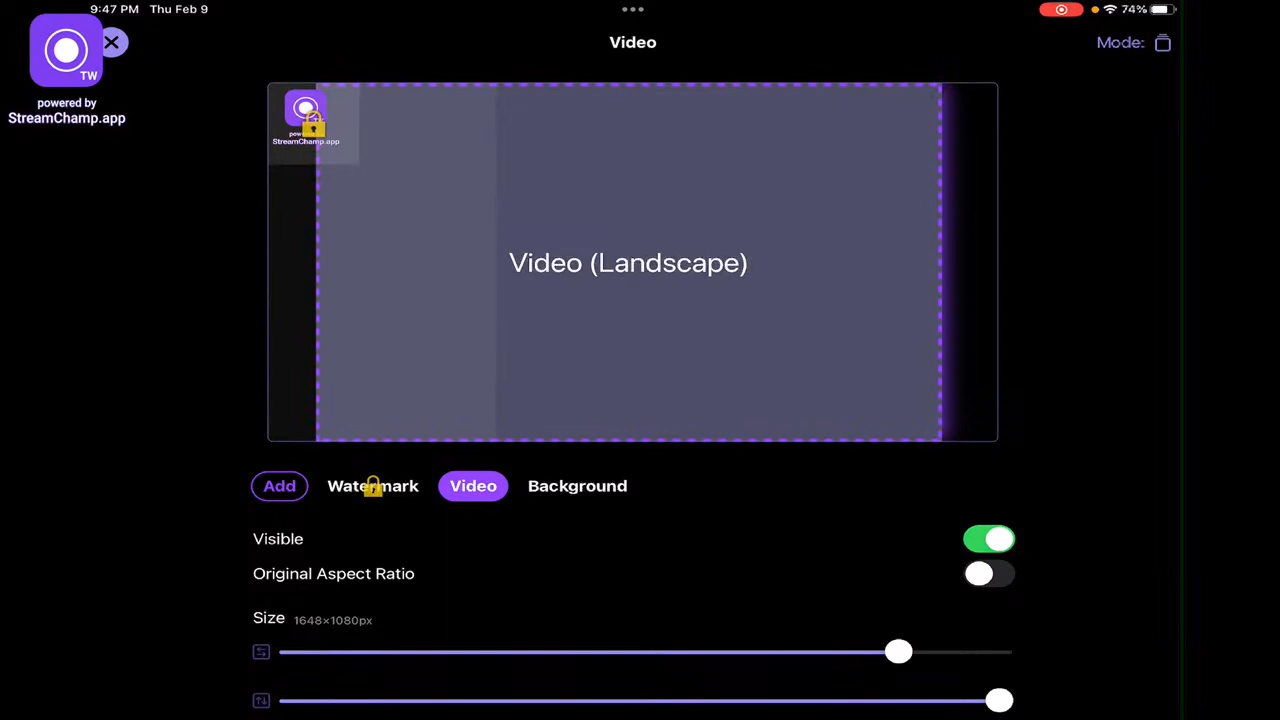 9:47 PM Thu Feb 9
74%
TW
powered by
StreamChamp.app
Video
Mode:
StreamChamp.app
Video (Landscape)
Add
Watermark
Video
Background
Visible
Original Aspect Ratio
Size 1648×1080px